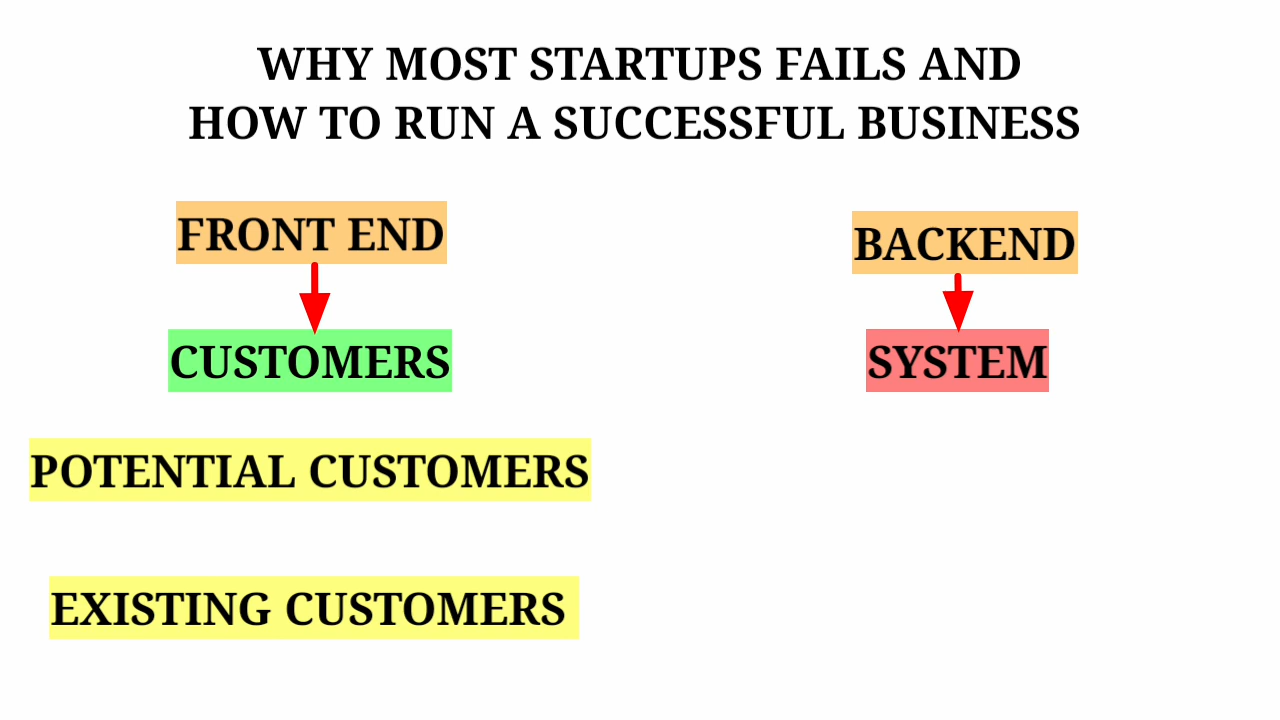 WHY MOST STARTUPS FAILS AND
HOW TO RUN A SUCCESSFUL BUSINESS
FRONT END
BACKEND
CUSTOMERS
SYSTEM
POTENTIAL CUSTOMERS
EXISTING CUSTOMERS